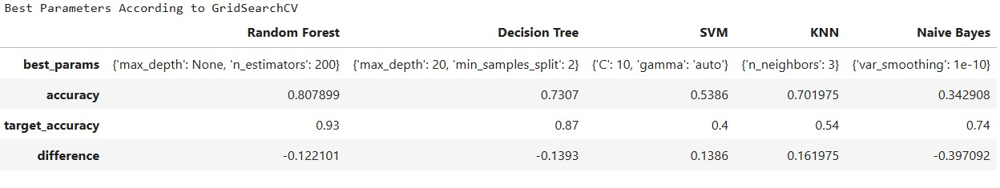 Best Parameters According to GridSearchCV
Random Forest Decision Tree SVM KNN Naive Bayes
best_params {'max_depth': None, 'n_estimators': 200} {'max_depth': 20, 'min_samples_split': 2} {'C': 10, 'gamma': 'auto'} {'n_neighbors': 3} {'var_smoothing': 1e-10}
accuracy 0.807899 0.7307 0.5386 0.701975 0.342908
target_accuracy 0.93 0.87 0.4 0.54 0.74
difference -0.122101 -0.1393 0.1386 0.161975 -0.397092